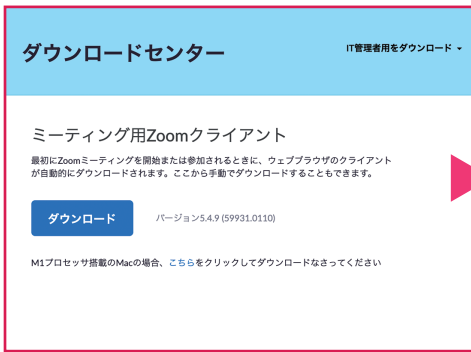 ダウンロードセンター
IT管理者用をダウンロード
ミーティング用Zoomクライアント
最初にZoomミーティングを開始または参加されるときに、ウェブブラウザのクライアント
が自動的にダウンロードされます。ここから手動でダウンロードすることもできます。
ダウンロード
バージョン5.4.9 (59931.0110)
M1プロセッサ搭載のMacの場合、こちらをクリックしてダウンロードなさってください